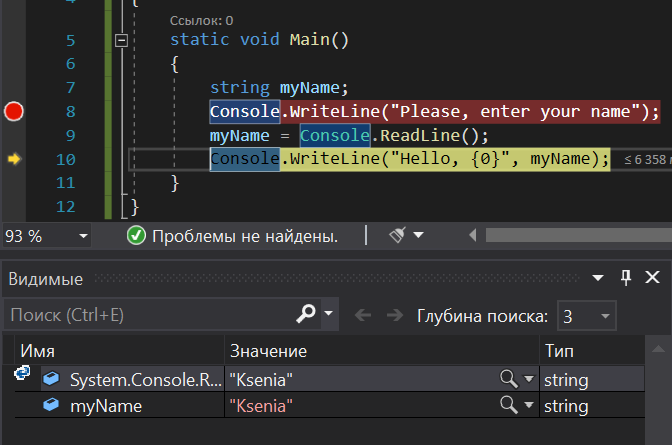 4
{
Ссылок: 0
5 static void Main()
6 {
7 string myName;
8 Console.WriteLine("Please, enter your name");
9 myName = Console.ReadLine();
10 Console.WriteLine("Hello, {0}", myName); ≤ 6 358
11 }
12 }
93 % Проблемы не найдены.
Видимые
Поиск (Ctrl+E) Глубина поиска: 3
Имя Значение Тип
System.Console.R... "Ksenia" string
myName "Ksenia" string